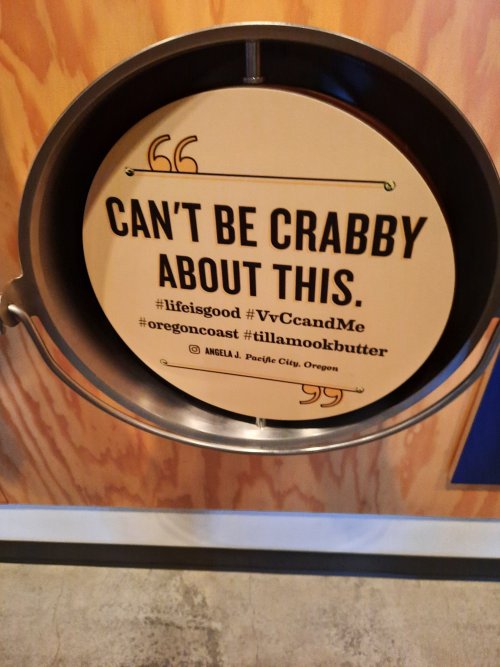 “
CAN'T BE CRABBY
ABOUT THIS.
#lifeisgood #VvCcandMe
#oregoncoast #tillamookbutter
ANGELA J. Pacific City, Oregon
”